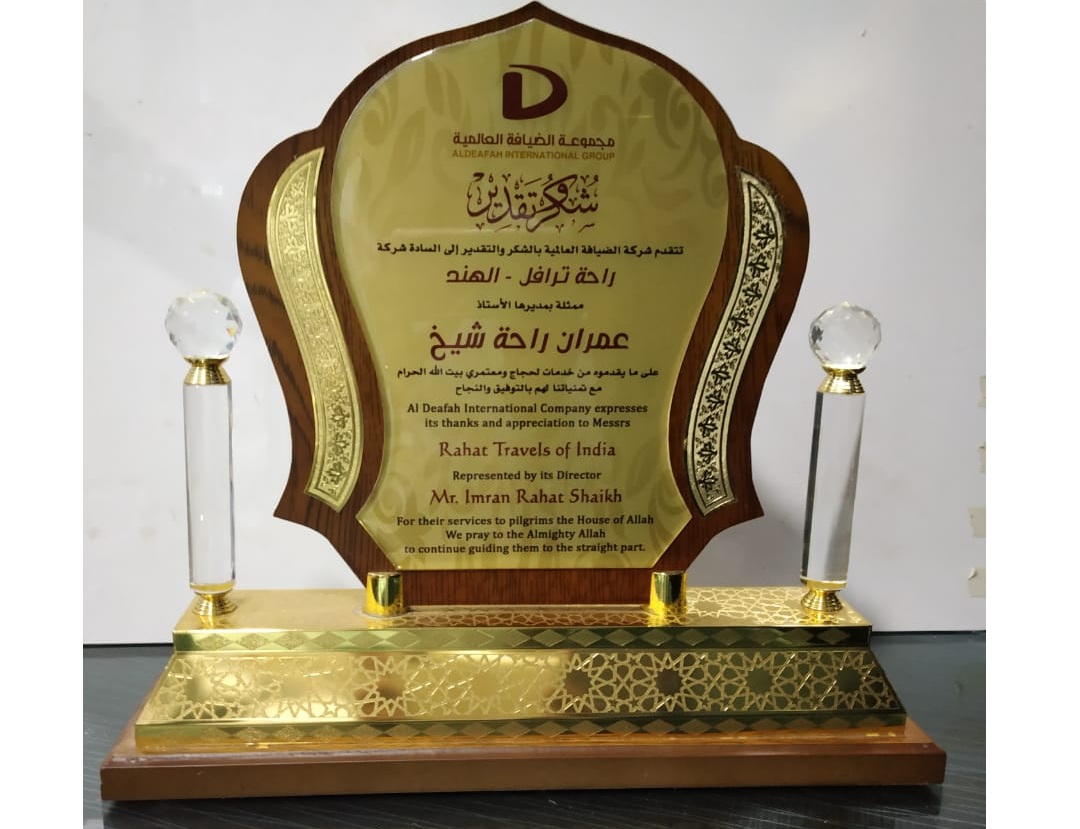 مجموعة الضيافة العالمية
ALDEAFAH INTERNATIONAL GROUP
شُكر وَتَقدِير
تتقدم شركة الضيافة العالمية بالشكر والتقدير إلى السادة شركة
راحة ترافل - الهند
ممثلة بمديرها الأستاذ
عمران راحة شيخ
على ما يقدموه من خدمات لحجاج ومعتمري بيت الله الحرام
مع تمنياتنا لهم بالتوفيق والنجاح
Al Deafah International Company expresses
its thanks and appreciation to Messrs
Rahat Travels of India
Represented by its Director
Mr. Imran Rahat Shaikh
For their services to pilgrims the House of Allah
We pray to the Almighty Allah
to continue guiding them to the straight part.